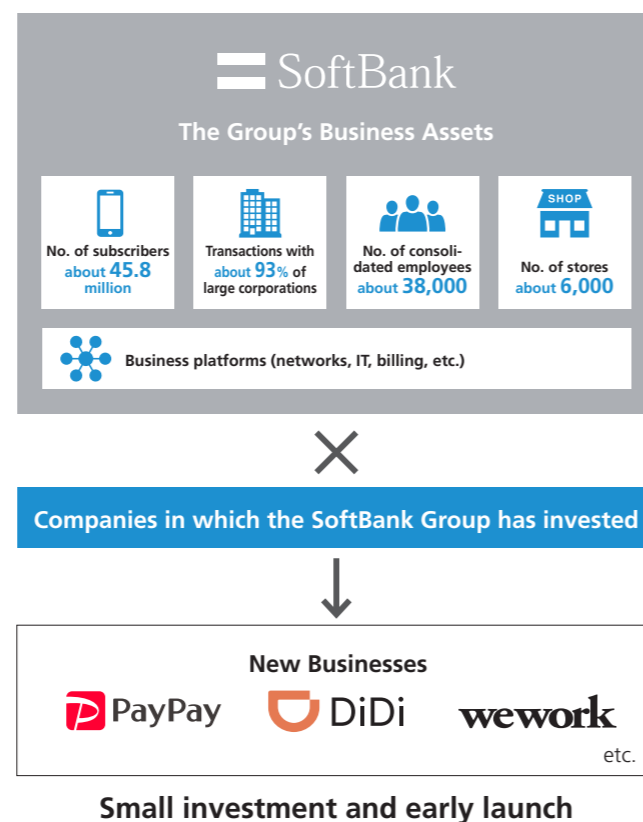 SoftBank
The Group's Business Assets
No. of subscribers
about 45.8
million
Transactions with
about 93% of
large corporations
No. of consoli-
dated employees
about 38,000
SHOP
No. of stores
about 6,000
Business platforms (networks, IT, billing, etc.)
×
Companies in which the SoftBank Group has invested
New Businesses
PayPay
DiDi
wework
etc.
Small investment and early launch